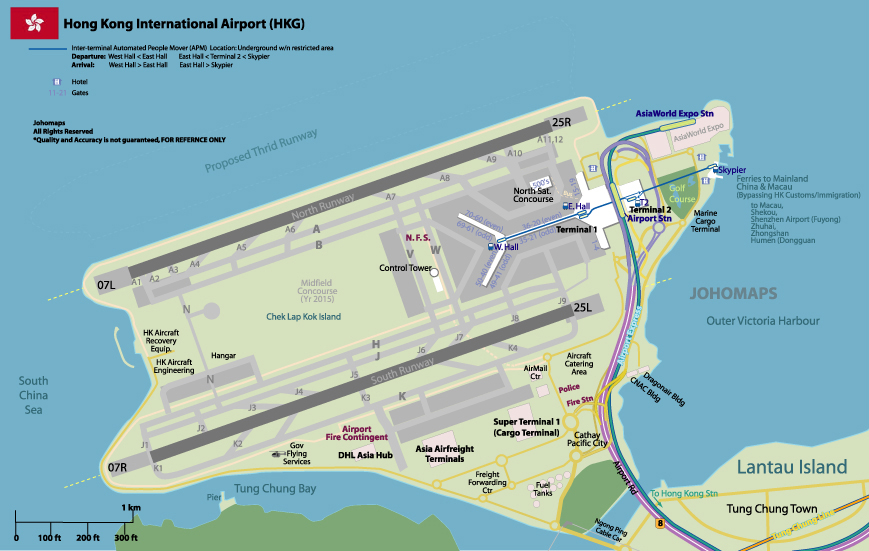 Hong Kong International Airport (HKG)
Inter-terminal Automated People Mover (APM) Location: Underground w/n restricted area
Departure: West Hall < East Hall East Hall < Terminal 2 < Skypier
Arrival: West Hall > East Hall East Hall > Skypier
Hotel
11-21 Gates
Johomaps
All Rights Reserved
*Quality and Accuracy is not guaranteed, FOR REFERNCE ONLY
Proposed Thrid Runway
25R
AsiaWorld Expo Stn
AsiaWorld Expo
A11,12
A10
A9
A8
A7
North Runway
A6
A5
A4
A3
A2
A1
07L
A
B
North Sat.
Concourse
500's
E. Hall
T2
Terminal 2
Airport Stn
Terminal 1
1-4
W. Hall
Skypier
Golf
Course
Marine
Cargo
Terminal
Ferries to Mainland
China & Macau
(Bypassing HK Customs/Immigration)
to Macau,
Shekou,
Shenzhen Airport (Fuyong)
Zhuhai,
Zhongshan
Humen (Dongguan
N.F.S.
V
W
Control Tower
Midfield
Concourse
(Yr 2015)
Chek Lap Kok Island
JOHOMAPS
Outer Victoria Harbour
N
HK Aircraft
Recovery
Equip.
HK Aircraft
Engineering
Hangar
N
South
China
Sea
H
J
J9
25L
J8
J7
J6
J5
J4
J3
J2
J1
South Runway
K4
K
K3
K2
K1
07R
Airport Express
Aircraft
Catering
Area
AirMail
Ctr
Police
Fire Stn
Dragonair Bldg
CNAC Bldg
Super Terminal 1
(Cargo Terminal)
Cathay
Pacific City
Airport
Fire Contingent
DHL Asia Hub
Asia Airfreight
Terminals
Gov
Flying
Services
Freight
Forwarding
Ctr
Fuel
Tanks
Airport Rd
Lantau Island
To Hong Kong Stn
Tung Chung Town
Tung Chung Line
8
Ngong Ping
Cable Car
Tung Chung Bay
Pier
1 km
0 100 ft 200 ft 300 ft